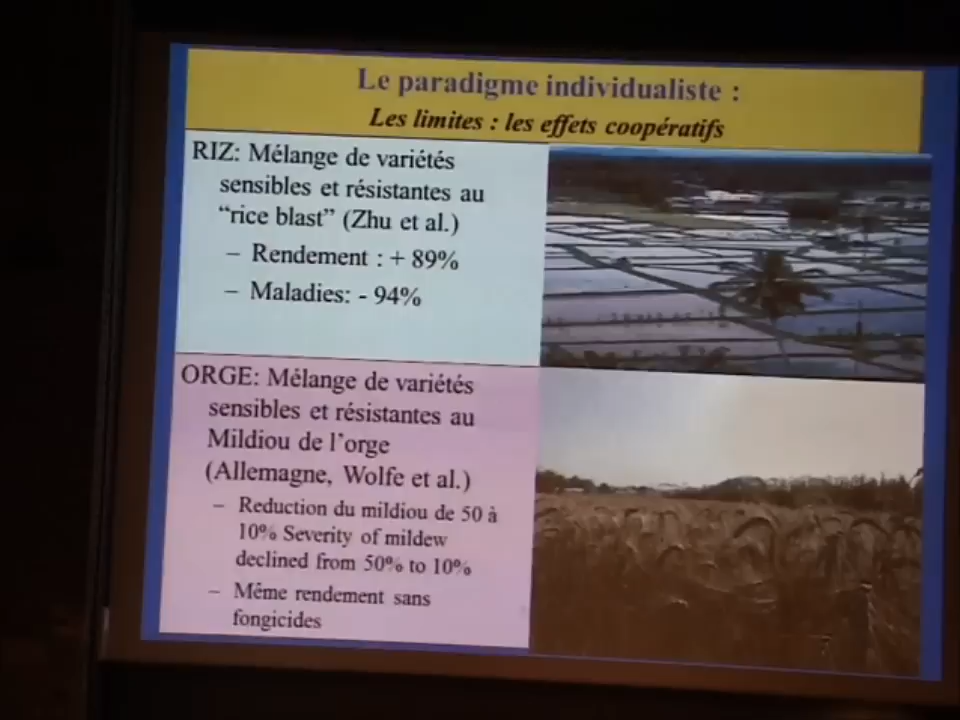 Le paradigme individualiste :
Les limites : les effets coopératifs
RIZ: Mélange de variétés
sensibles et résistantes au
“rice blast” (Zhu et al.)
– Rendement : + 89%
– Maladies: - 94%
ORGE: Mélange de variétés
sensibles et résistantes au
Mildiou de l’orge
(Allemagne, Wolfe et al.)
– Reduction du mildiou de 50 à
10% Severity of mildew
declined from 50% to 10%
– Même rendement sans
fongicides